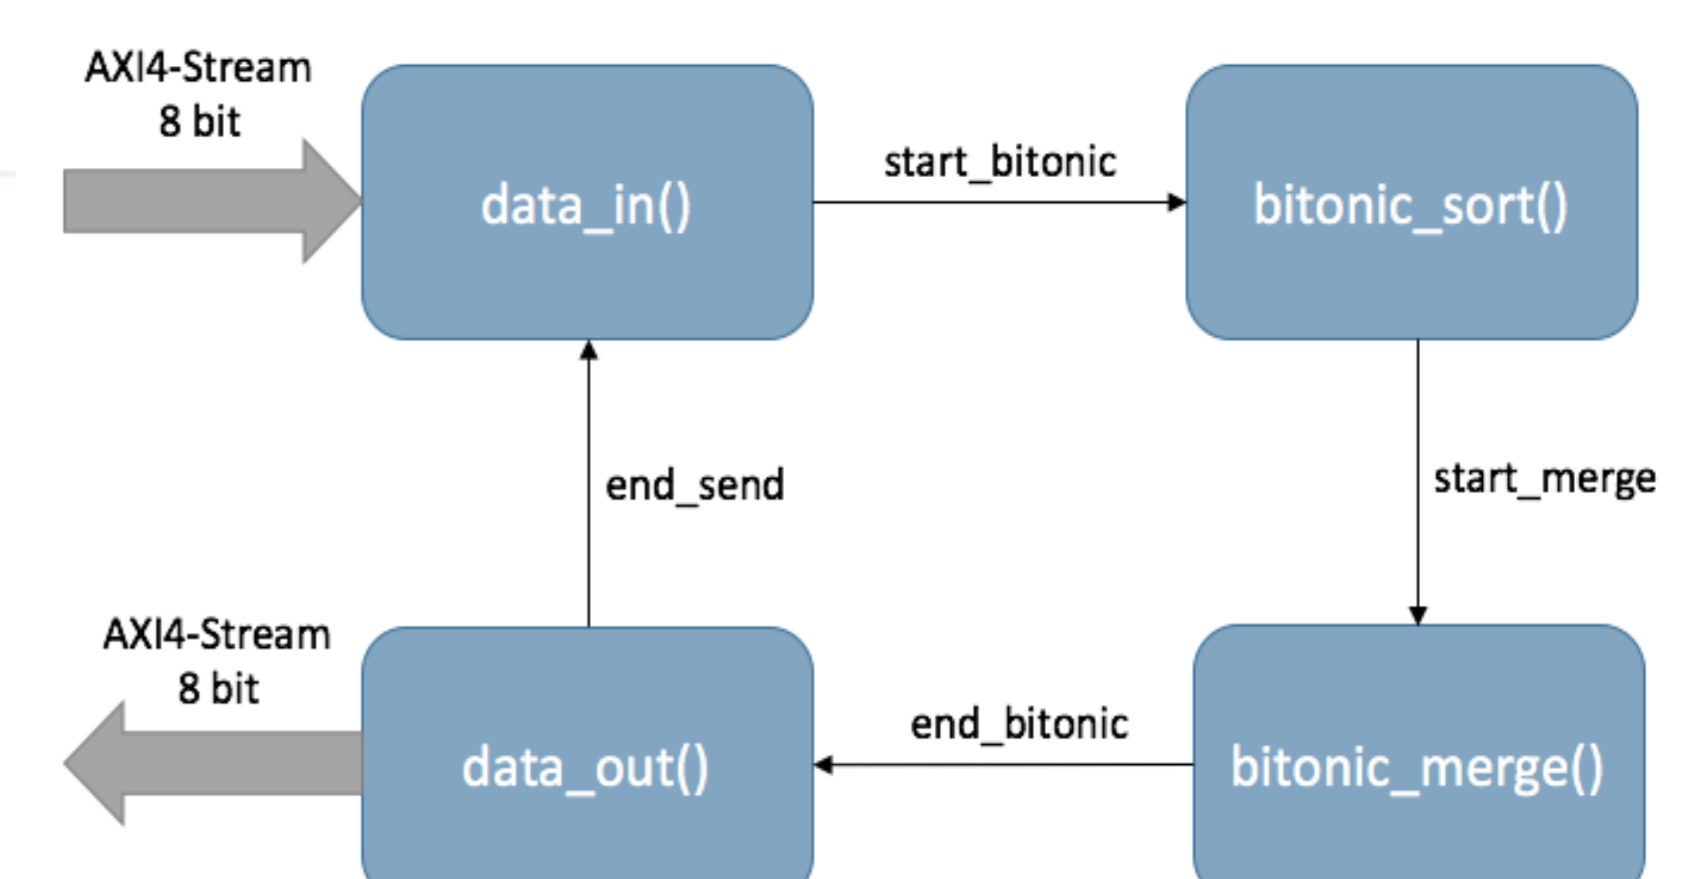 AXI4-Stream
8 bit
data_in()
start_bitonic
bitonic_sort()
end_send
start_merge
AXI4-Stream
8 bit
data_out()
end_bitonic
bitonic_merge()